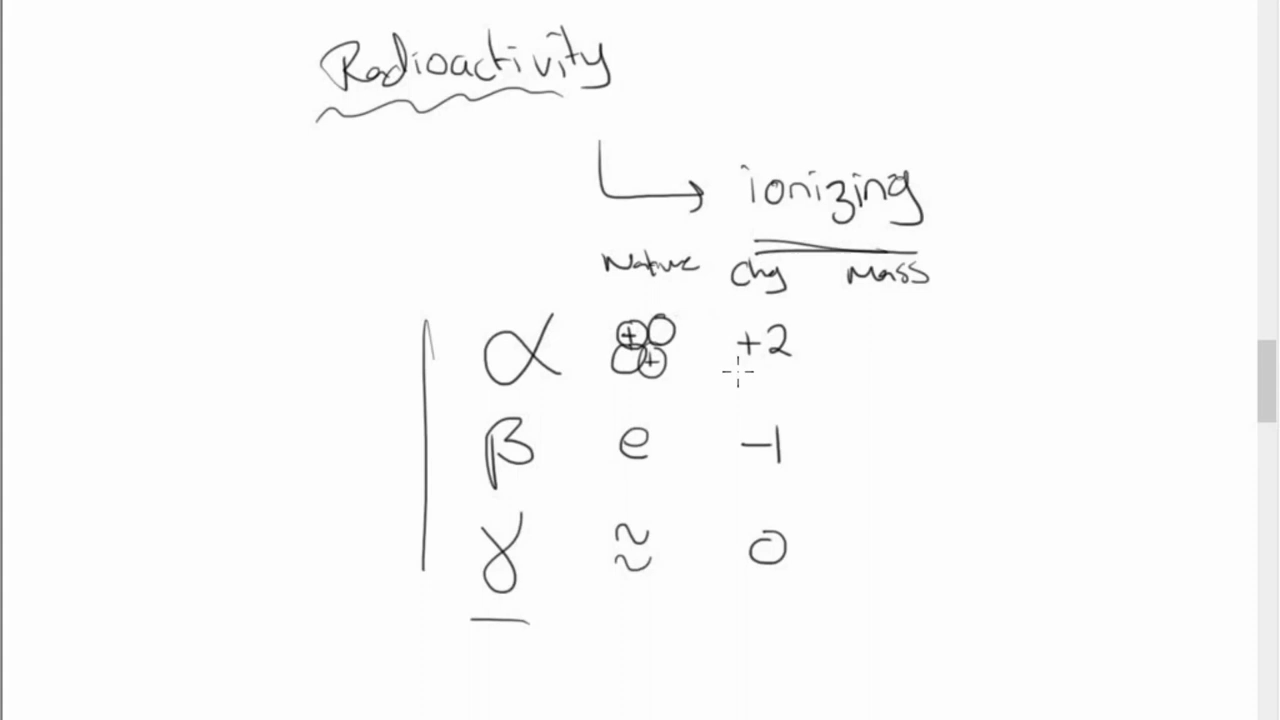 Radioactivity
ionizing
Nature Chg Mass
α + + +2
β e -1
γ ≈ 0